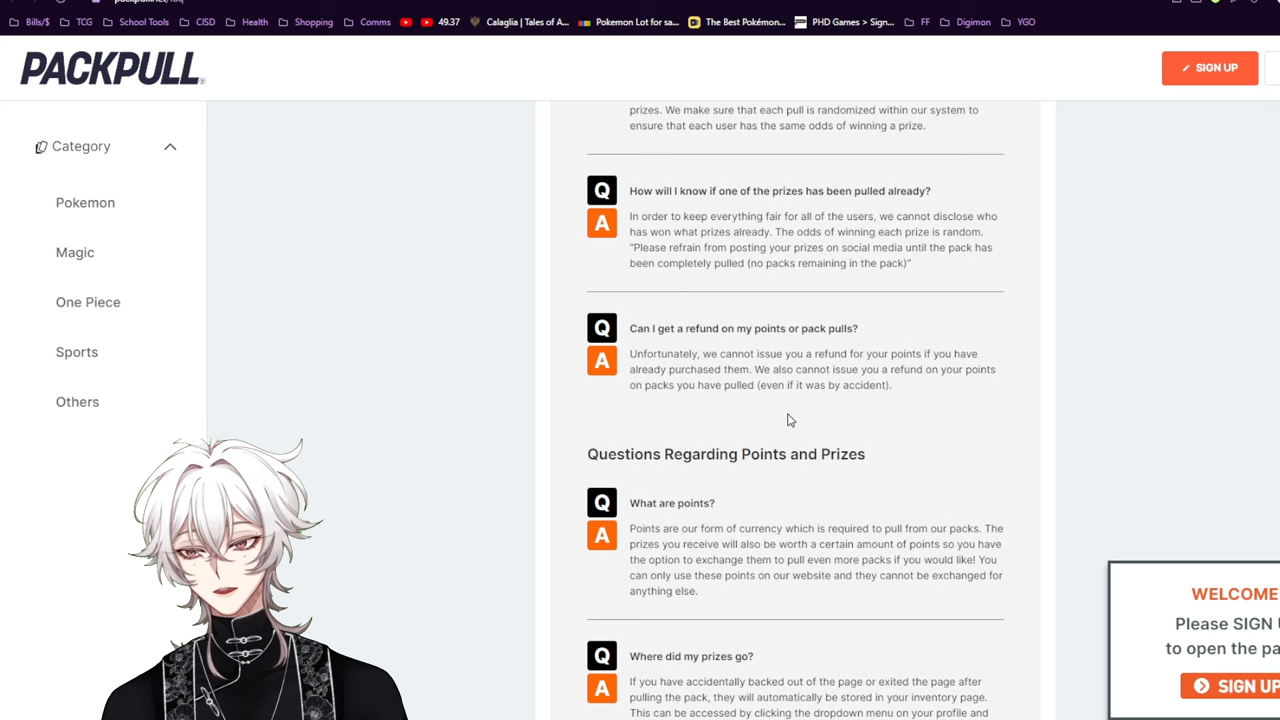 Bills/$ TCG School Tools CISD Health Shopping Comms 49.37 Calaglia | Tales of A... Pokemon Lot for sa... The Best Pokémon... PHD Games > Sign... FF Digimon YGO
PACKPULL
SIGN UP
Category
Pokemon
Magic
One Piece
Sports
Others
prizes. We make sure that each pull is randomized within our system to
ensure that each user has the same odds of winning a prize.
Q How will I know if one of the prizes has been pulled already?
A In order to keep everything fair for all of the users, we cannot disclose who
has won what prizes already. The odds of winning each prize is random.
"Please refrain from posting your prizes on social media until the pack has
been completely pulled (no packs remaining in the pack)"
Q Can I get a refund on my points or pack pulls?
A Unfortunately, we cannot issue you a refund for your points if you have
already purchased them. We also cannot issue you a refund on your points
on packs you have pulled (even if it was by accident).
Questions Regarding Points and Prizes
Q What are points?
A Points are our form of currency which is required to pull from our packs. The
prizes you receive will also be worth a certain amount of points so you have
the option to exchange them to pull even more packs if you would like! You
can only use these points on our website and they cannot be exchanged for
anything else.
Q Where did my prizes go?
A If you have accidentally backed out of the page or exited the page after
pulling the pack, they will automatically be stored in your inventory page.
This can be accessed by clicking the dropdown menu on your profile and
WELCOME
Please SIGN
to open the pa
SIGN UP